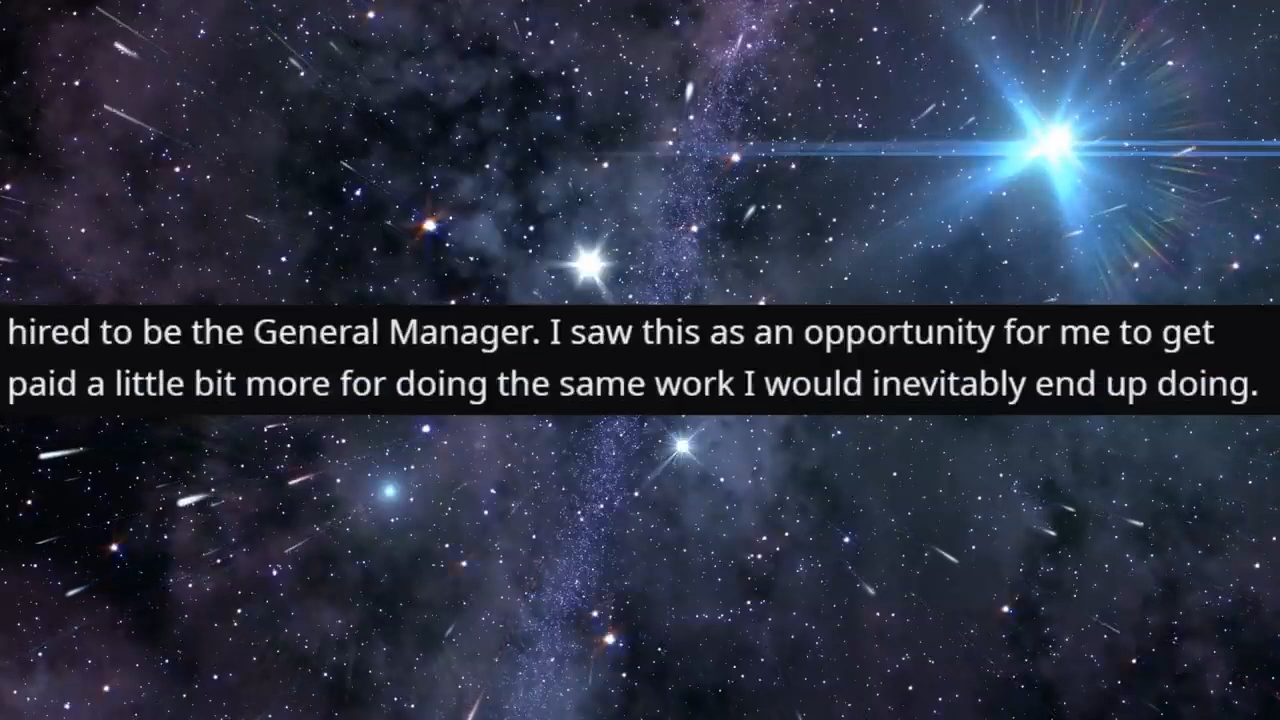 hired to be the General Manager. I saw this as an opportunity for me to get
paid a little bit more for doing the same work I would inevitably end up doing.